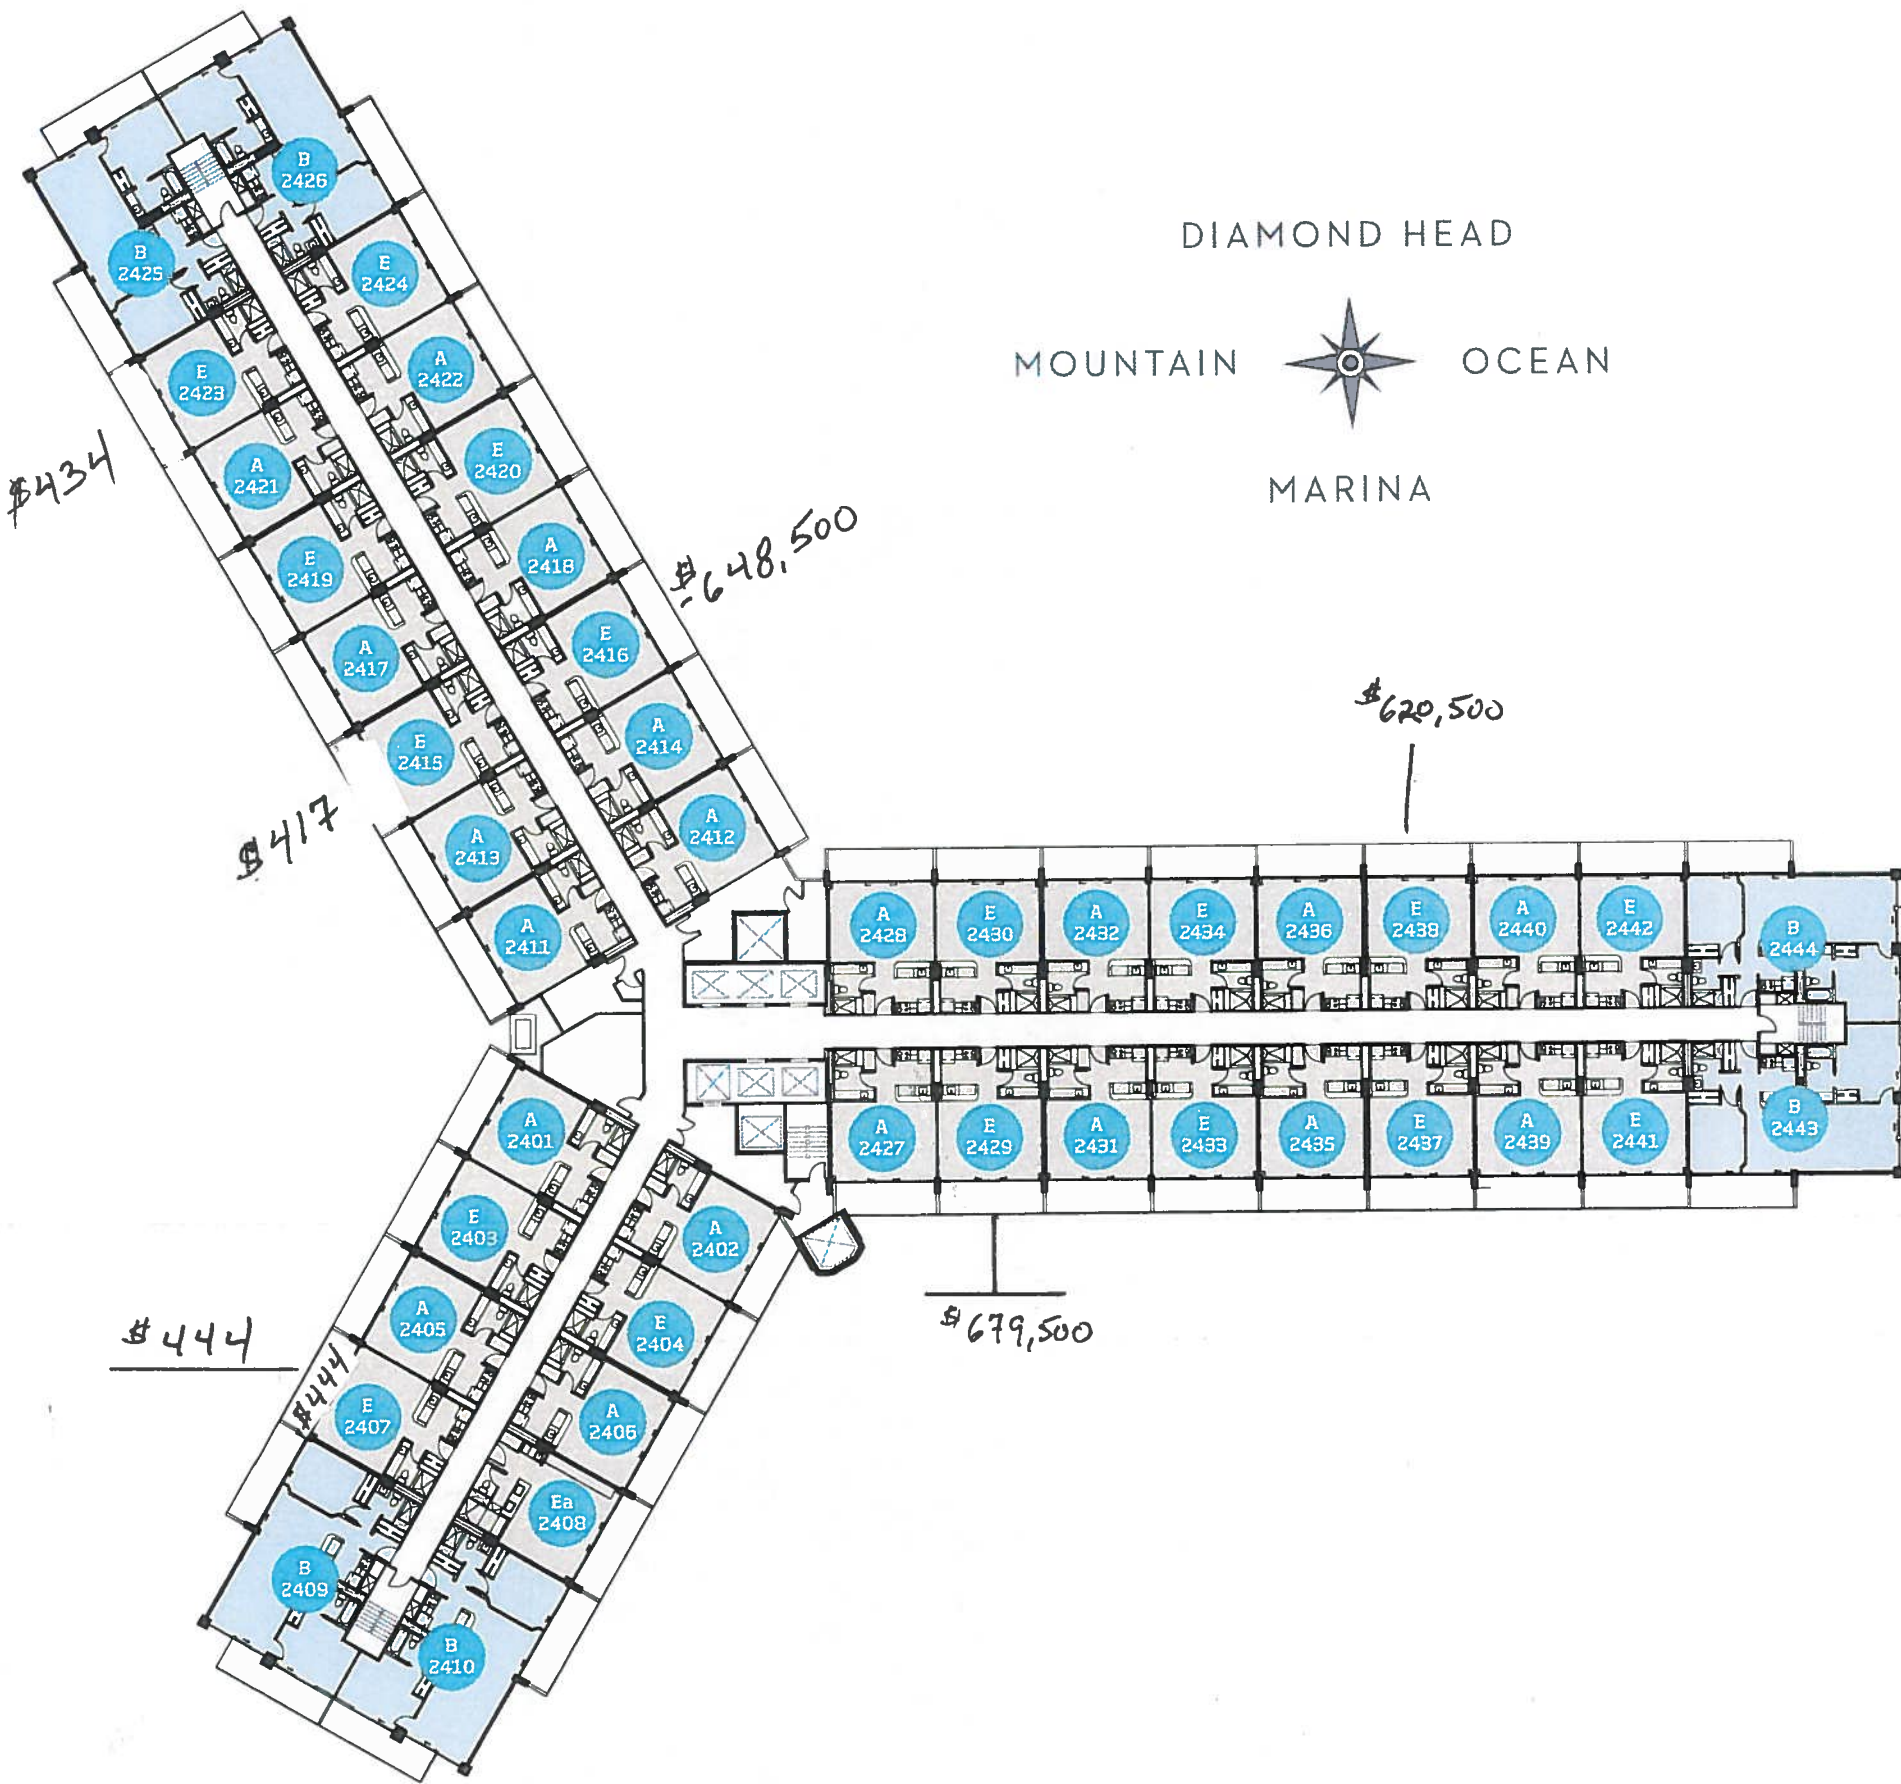 B
2426
B
2425
DIAMOND HEAD
MOUNTAIN
OCEAN
MARINA
E
2424
E
2423
A
2422
A
2421
E
2420
E
2419
A
2418
A
2417
E
2416
E
2415
A
2414
A
2413
A
2412
A
2411
$434
$648,500
$417
$620,500
A
2428
E
2430
A
2432
E
2434
A
2436
E
2438
A
2440
E
2442
B
2444
A
2427
E
2429
A
2431
E
2433
A
2435
E
2437
A
2439
E
2441
B
2443
$679,500
A
2401
A
2402
E
2403
E
2404
A
2405
A
2406
E
2407
Ea
2408
B
2409
B
2410
$444
$444